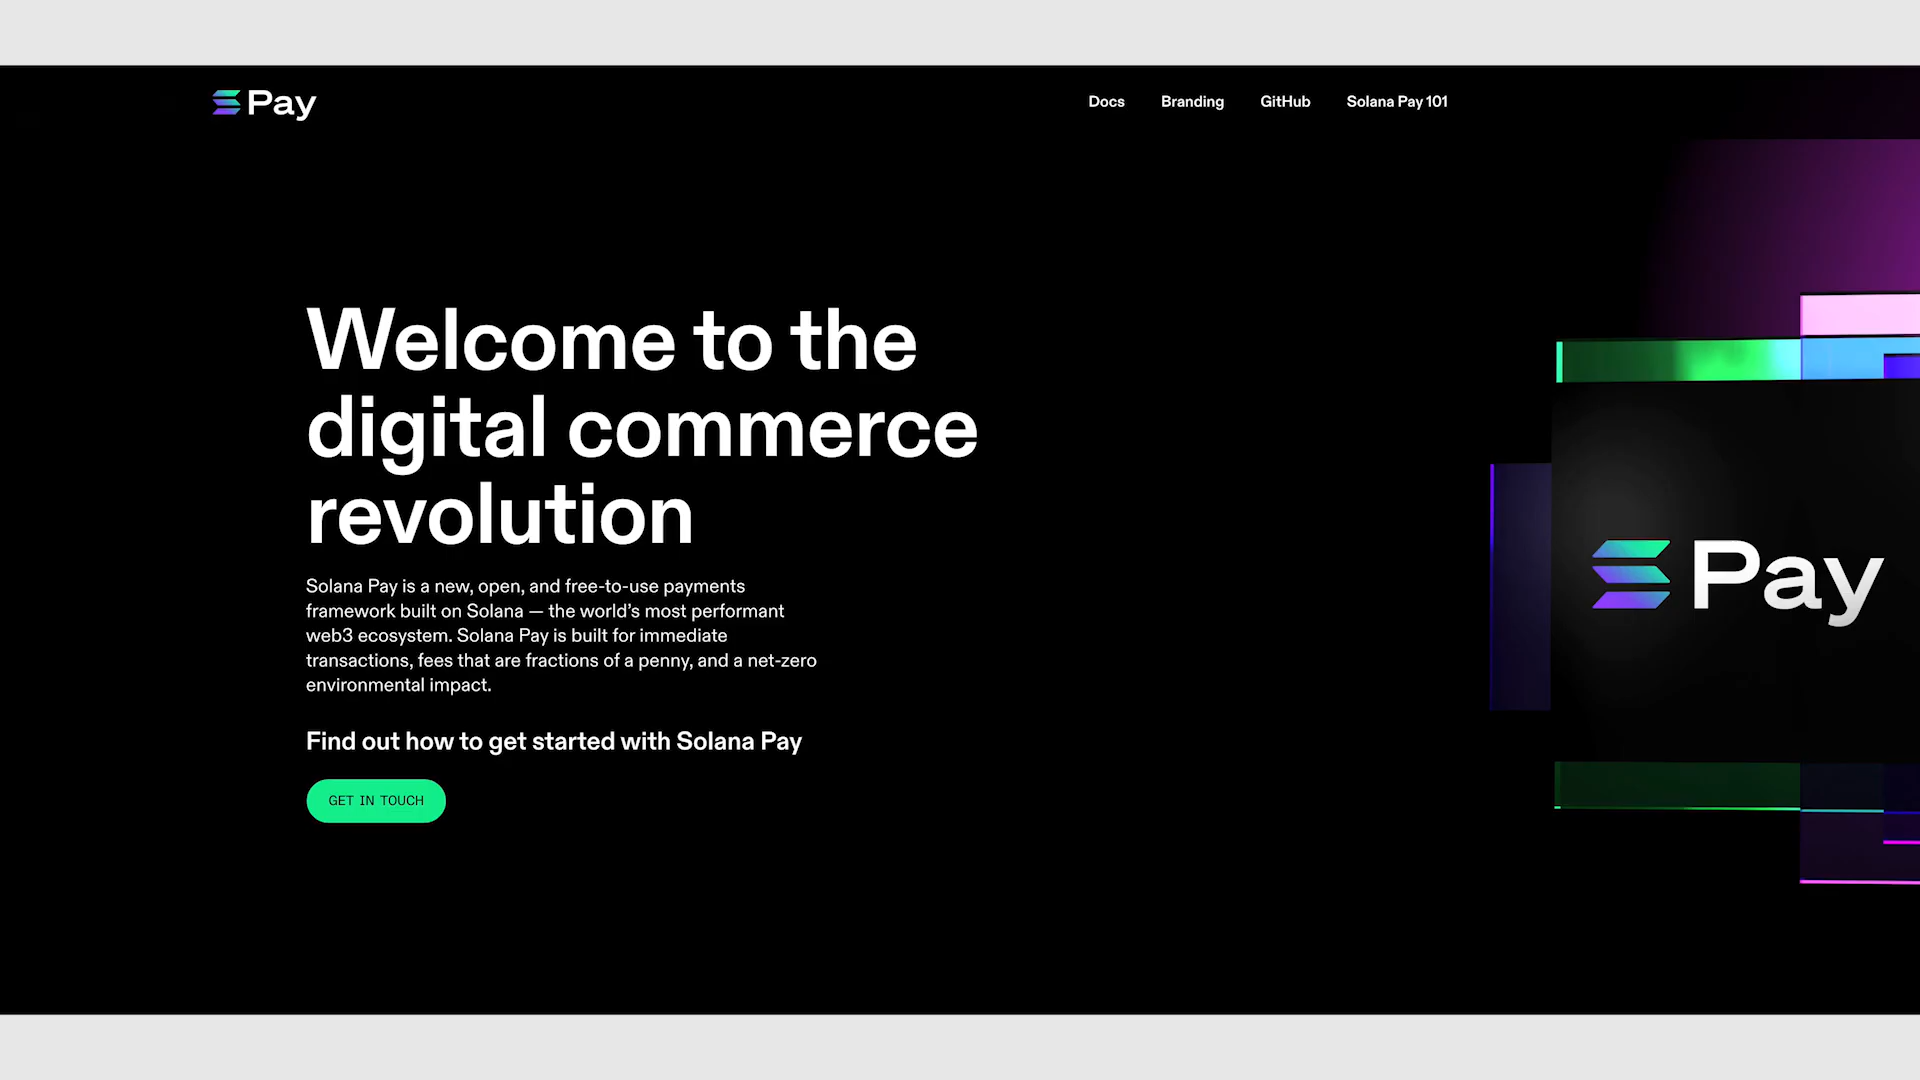 Pay
Docs Branding GitHub Solana Pay 101
Welcome to the
digital commerce
revolution
Solana Pay is a new, open, and free-to-use payments
framework built on Solana — the world’s most performant
web3 ecosystem. Solana Pay is built for immediate
transactions, fees that are fractions of a penny, and a net-zero
environmental impact.
Find out how to get started with Solana Pay
GET IN TOUCH
Pay